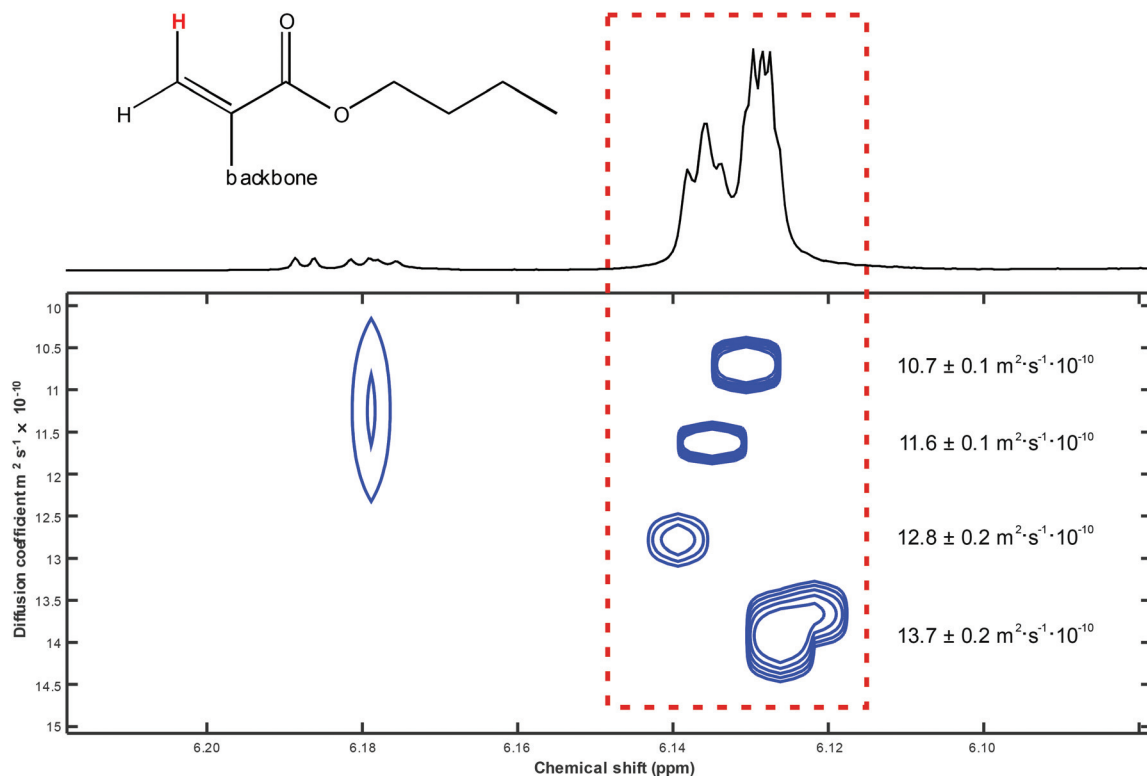 H
O
H
O
backbone
10
10.5
10.7 ± 0.1 m²·s⁻¹·10⁻¹⁰
11
11.5
11.6 ± 0.1 m²·s⁻¹·10⁻¹⁰
12
12.5
12.8 ± 0.2 m²·s⁻¹·10⁻¹⁰
13
13.5
13.7 ± 0.2 m²·s⁻¹·10⁻¹⁰
14
14.5
15
Diffusion coefficient m² s⁻¹ × 10⁻¹⁰
6.20 6.18 6.16 6.14 6.12 6.10
Chemical shift (ppm)